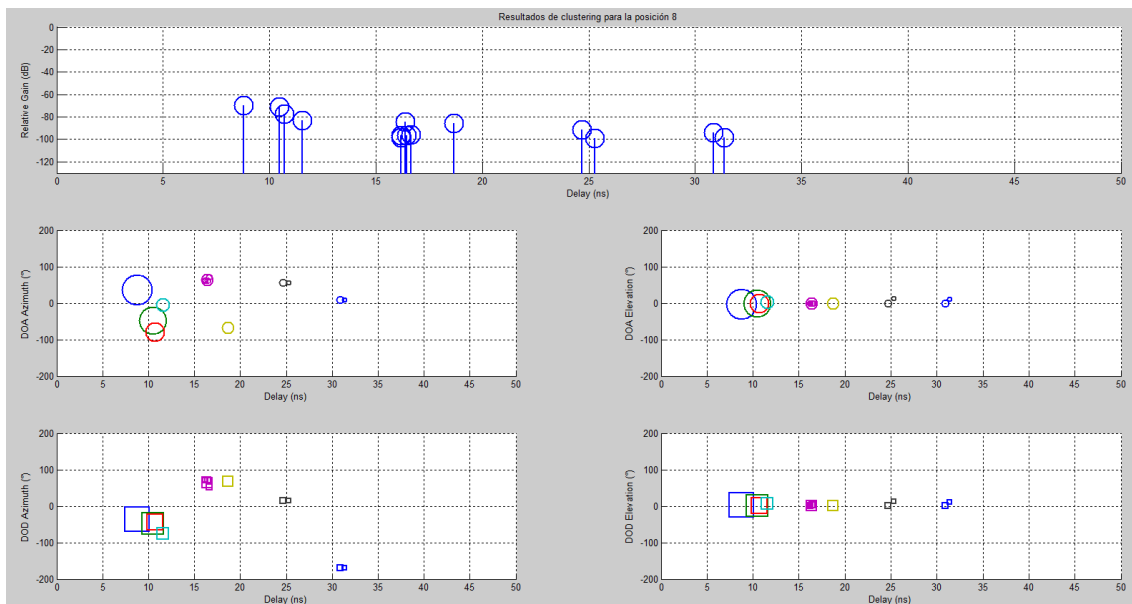 Resultados de clustering para la posición 8
Relative Gain (dB)
0
-20
-40
-60
-80
-100
-120
0 5 10 15 20 25 30 35 40 45 50
Delay (ns)
DOA Azimuth (º)
200
100
0
-100
-200
0 5 10 15 20 25 30 35 40 45 50
Delay (ns)
DOA Elevation (º)
200
100
0
-100
-200
0 5 10 15 20 25 30 35 40 45 50
Delay (ns)
DOD Azimuth (º)
200
100
0
-100
-200
0 5 10 15 20 25 30 35 40 45 50
Delay (ns)
DOD Elevation (º)
200
100
0
-100
-200
0 5 10 15 20 25 30 35 40 45 50
Delay (ns)